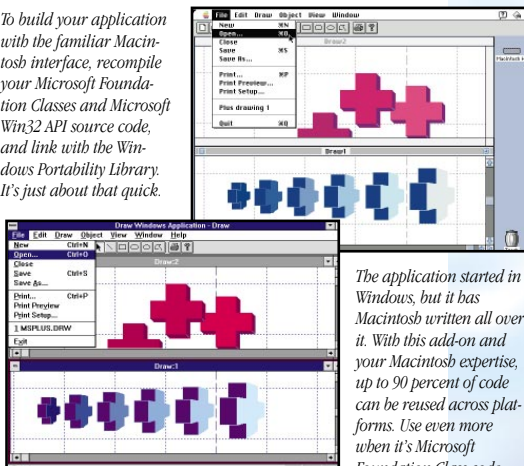 To build your application
with the familiar Macin-
tosh interface, recompile
your Microsoft Founda-
tion Classes and Microsoft
Win32 API source code,
and link with the Win-
dows Portability Library.
It's just about that quick.
File Edit Draw Object View Window
New ⌘N
Open... ⌘O
Close
Save ⌘S
Save As...
Print... ⌘P
Print Preview...
Print Setup...
Plus drawing 1
Quit ⌘Q
Draw2
Draw1
Draw Windows Application - Draw
File Edit Draw Object View Window Help
New Ctrl+N
Open... Ctrl+O
Close
Save Ctrl+S
Save As...
Print... Ctrl+P
Print Preview
Print Setup...
1 MSPLUS.DRW
Exit
Draw:2
Draw:1
The application started in
Windows, but it has
Macintosh written all over
it. With this add-on and
your Macintosh expertise,
up to 90 percent of code
can be reused across plat-
forms. Use even more
when it's Microsoft
Foundation Class code